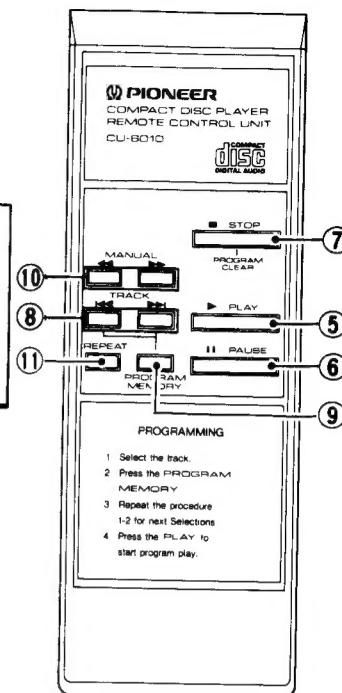 PIONEER
COMPACT DISC PLAYER
REMOTE CONTROL UNIT
CU-6010
COMPACT
disc
DIGITAL AUDIO
■ STOP
⑦
PROGRAM
CLEAR
MANUAL
◀◀ ▶▶
⑩
TRACK
|◀◀ ▶▶|
⑧
▶ PLAY
⑤
REPEAT
⑪
PROGRAM
MEMORY
⑨
❚❚ PAUSE
⑥
PROGRAMMING
1 Select the track.
2 Press the PROGRAM
MEMORY
3 Repeat the procedure
1-2 for next Selections
4 Press the PLAY to
start program play.